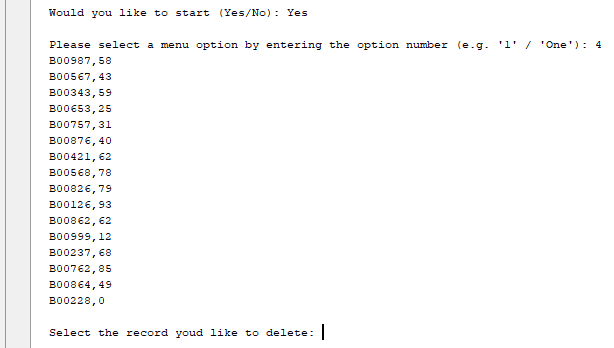 Would you like to start (Yes/No): Yes
Please select a menu option by entering the option number (e.g. '1' / 'One'): 4
B00987,58
B00567,43
B00343,59
B00653,25
B00757,31
B00876,40
B00421,62
B00568,78
B00826,79
B00126,93
B00862,62
B00999,12
B00237,68
B00762,85
B00864,49
B00228,0
Select the record youd like to delete: